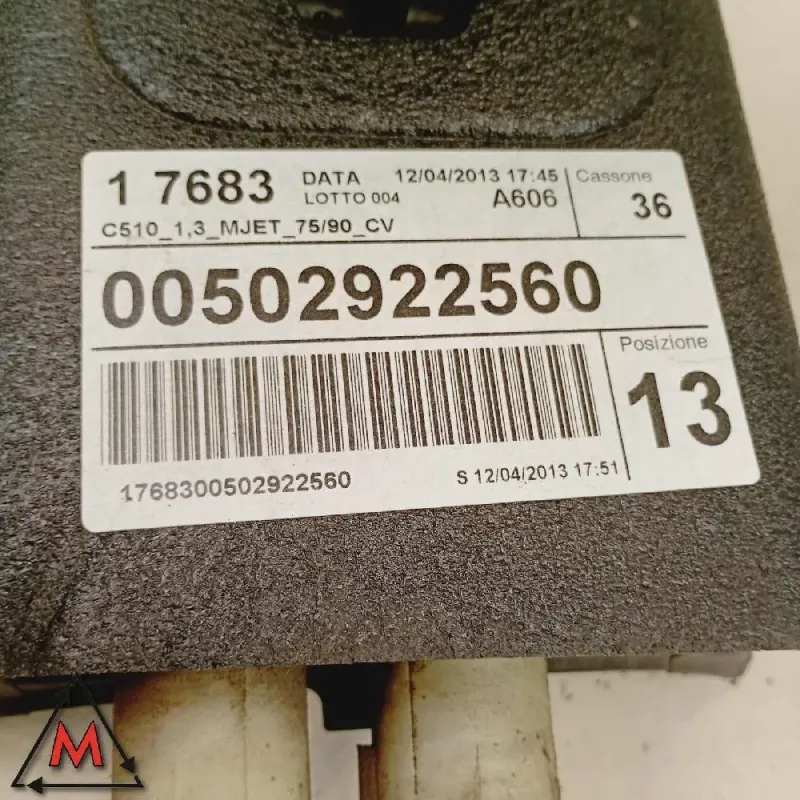 1 7683 DATA 12/04/2013 17:45 Cassone
LOTTO 004 A606 36
C510_1,3_MJET_75/90_CV
00502922560
Posizione
13
1768300502922560 S 12/04/2013 17:51
M